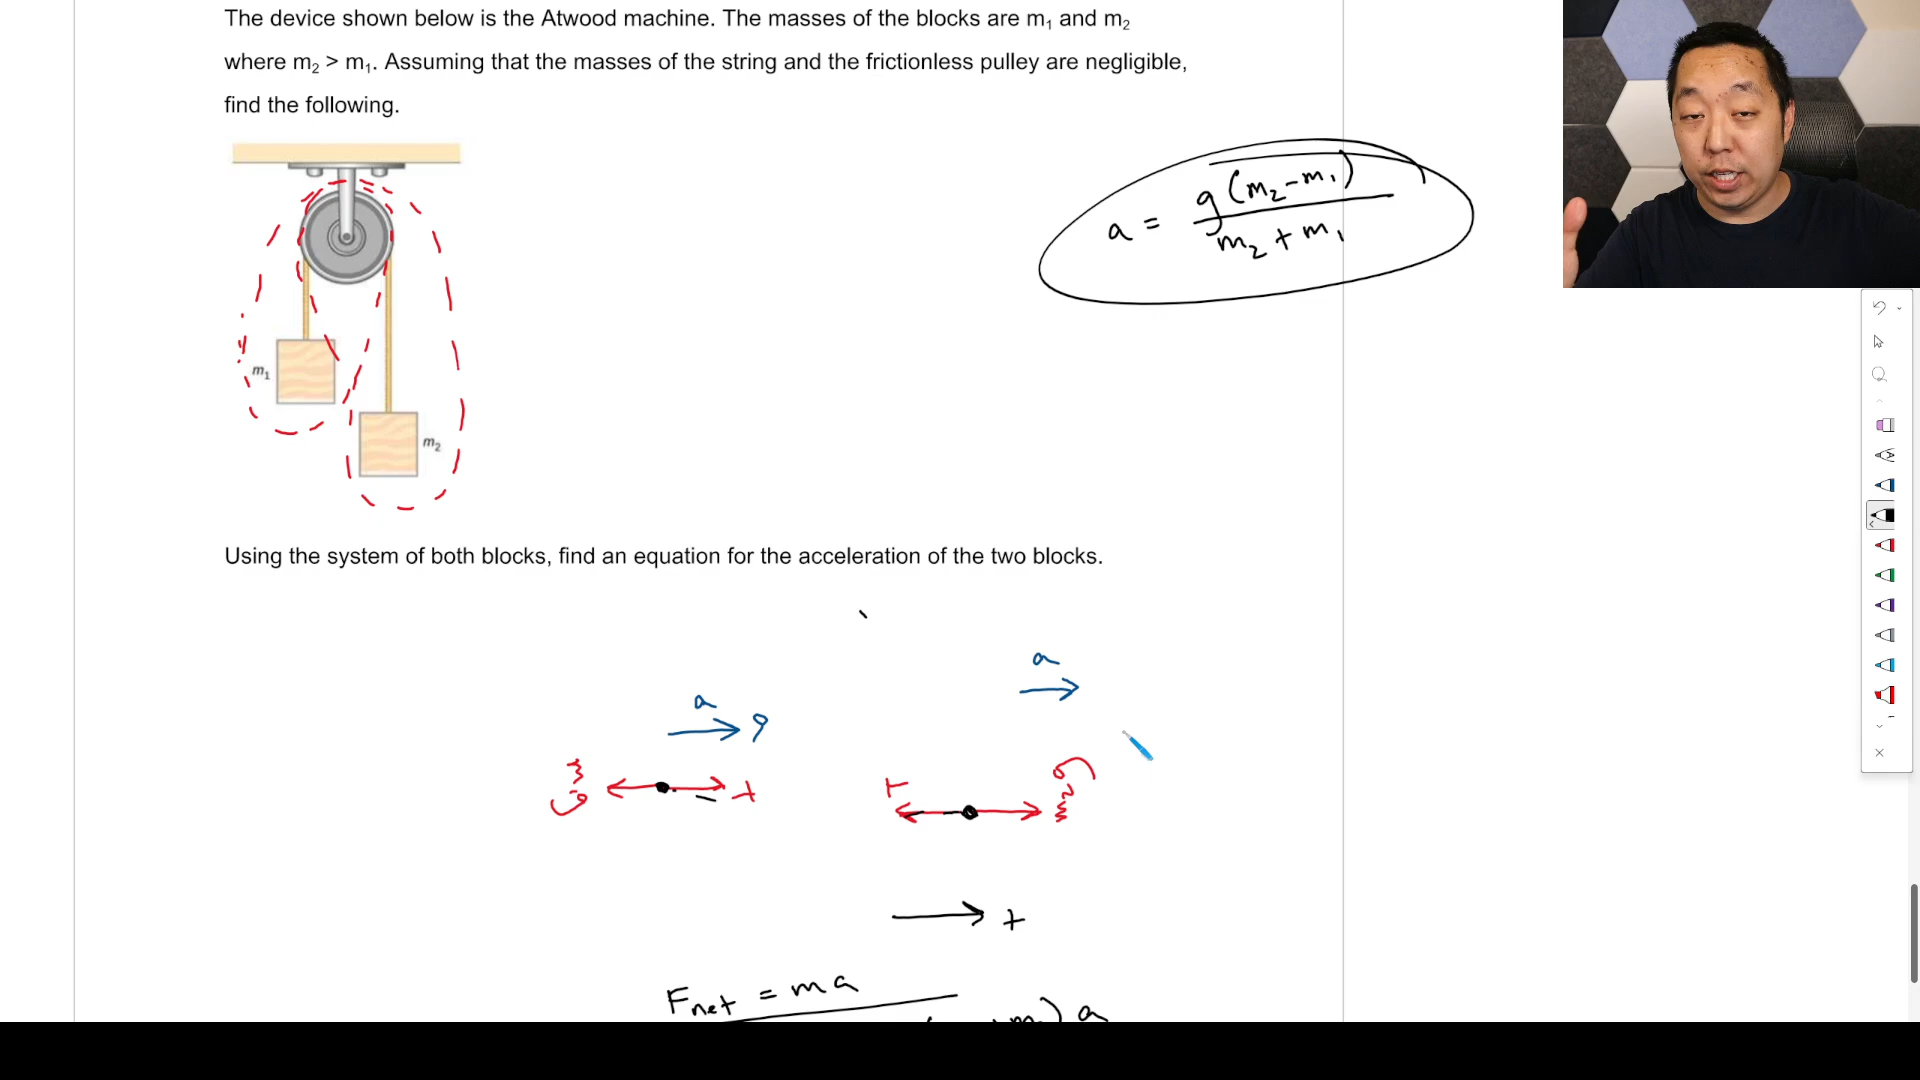 The device shown below is the Atwood machine. The masses of the blocks are m₁ and m₂
where m₂ > m₁. Assuming that the masses of the string and the frictionless pulley are negligible,
find the following.
a = g(m₂-m₁)
m₂ + m₁
m₁
m₂
Using the system of both blocks, find an equation for the acceleration of the two blocks.
a
a
T
m₂g
+
Fnet = ma
) a